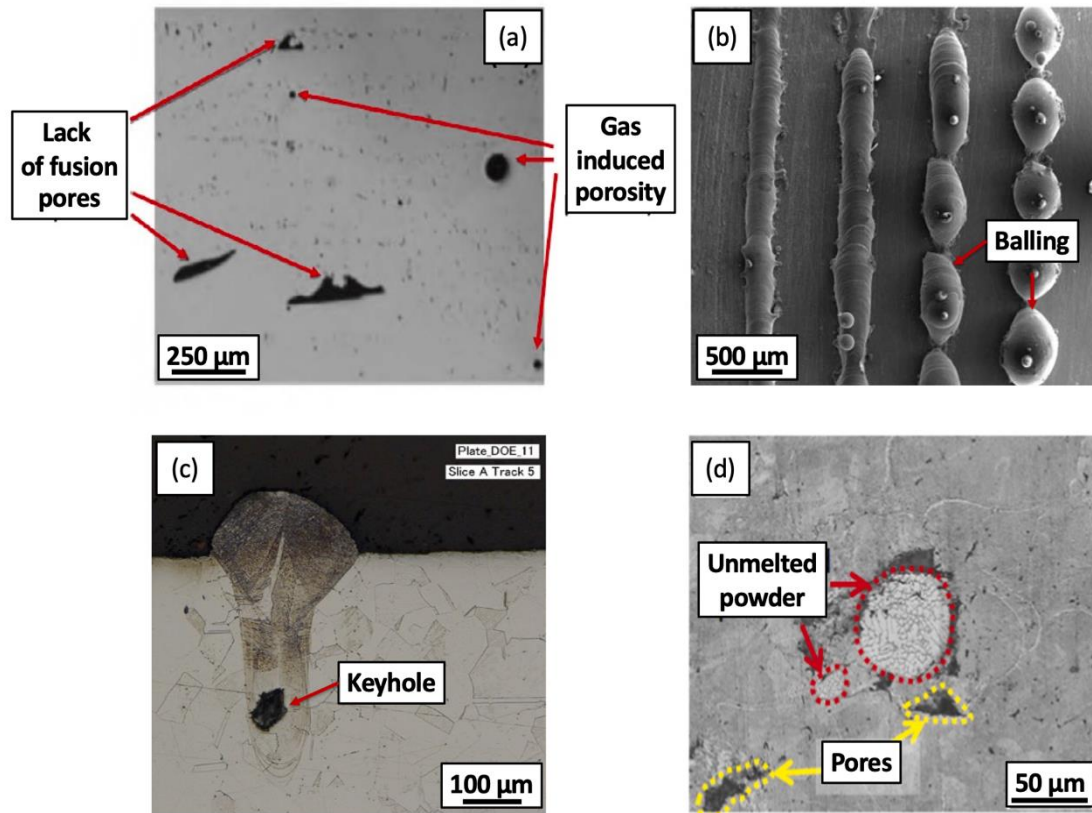 (a)
Lack
of fusion
pores
Gas
induced
porosity
250 µm
(b)
Balling
500 µm
(c)
Plate_DOE_11
Slice A Track 5
Keyhole
100 µm
(d)
Unmelted
powder
Pores
50 µm